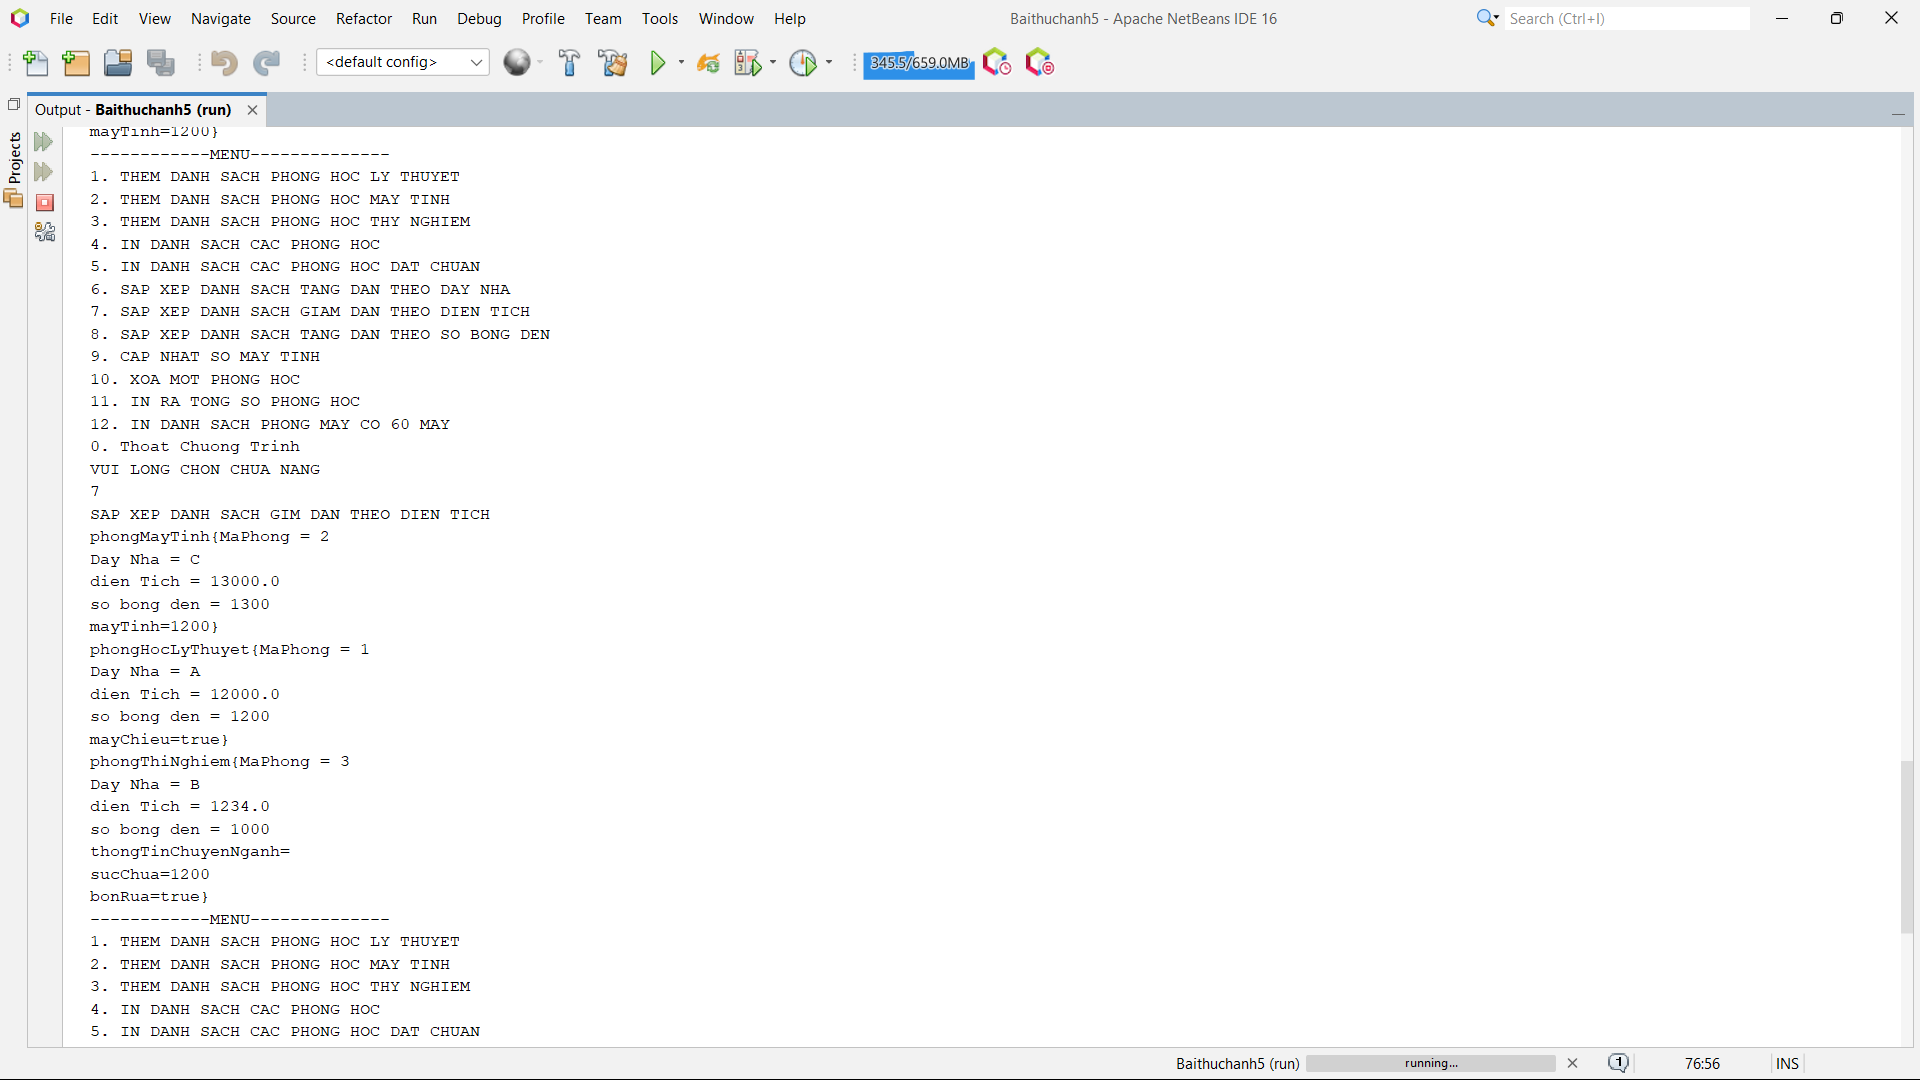 File Edit View Navigate Source Refactor Run Debug Profile Team Tools Window Help
Baithuchanh5 - Apache NetBeans IDE 16
Search (Ctrl+I)
<default config>
345.5/659.0MB
Output - Baithuchanh5 (run)
Projects
mayTinh=1200}
------------MENU--------------
1. THEM DANH SACH PHONG HOC LY THUYET
2. THEM DANH SACH PHONG HOC MAY TINH
3. THEM DANH SACH PHONG HOC THY NGHIEM
4. IN DANH SACH CAC PHONG HOC
5. IN DANH SACH CAC PHONG HOC DAT CHUAN
6. SAP XEP DANH SACH TANG DAN THEO DAY NHA
7. SAP XEP DANH SACH GIAM DAN THEO DIEN TICH
8. SAP XEP DANH SACH TANG DAN THEO SO BONG DEN
9. CAP NHAT SO MAY TINH
10. XOA MOT PHONG HOC
11. IN RA TONG SO PHONG HOC
12. IN DANH SACH PHONG MAY CO 60 MAY
0. Thoat Chuong Trinh
VUI LONG CHON CHUA NANG
7
SAP XEP DANH SACH GIM DAN THEO DIEN TICH
phongMayTinh{MaPhong = 2
Day Nha = C
dien Tich = 13000.0
so bong den = 1300
mayTinh=1200}
phongHocLyThuyet{MaPhong = 1
Day Nha = A
dien Tich = 12000.0
so bong den = 1200
mayChieu=true}
phongThiNghiem{MaPhong = 3
Day Nha = B
dien Tich = 1234.0
so bong den = 1000
thongTinChuyenNganh=
sucChua=1200
bonRua=true}
------------MENU--------------
1. THEM DANH SACH PHONG HOC LY THUYET
2. THEM DANH SACH PHONG HOC MAY TINH
3. THEM DANH SACH PHONG HOC THY NGHIEM
4. IN DANH SACH CAC PHONG HOC
5. IN DANH SACH CAC PHONG HOC DAT CHUAN
Baithuchanh5 (run) running... 1 76:56 INS